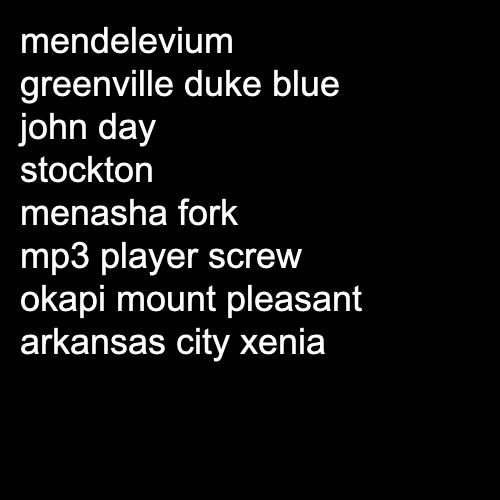 mendelevium
greenville duke blue
john day
stockton
menasha fork
mp3 player screw
okapi mount pleasant
arkansas city xenia